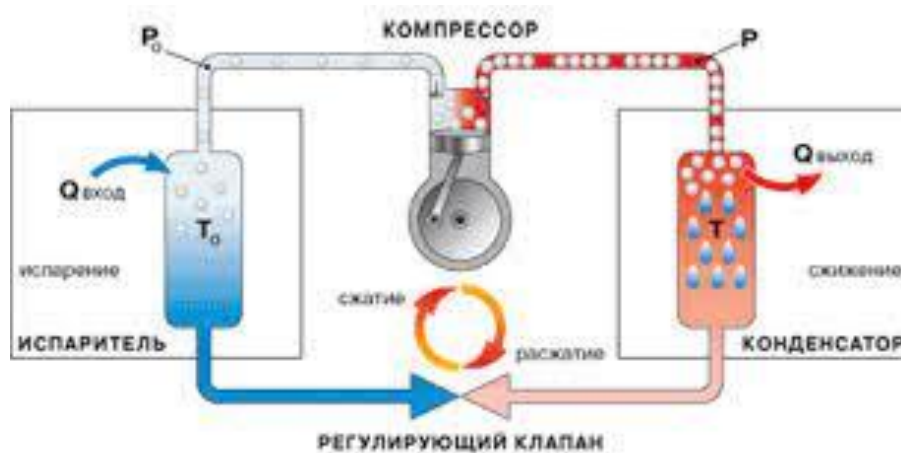 КОМПРЕССОР
P₀
P
Q вход
Q выход
T₀
T
испарение
сжижение
сжатие
расжатие
ИСПАРИТЕЛЬ
КОНДЕНСАТОР
РЕГУЛИРУЮЩИЙ КЛАПАН